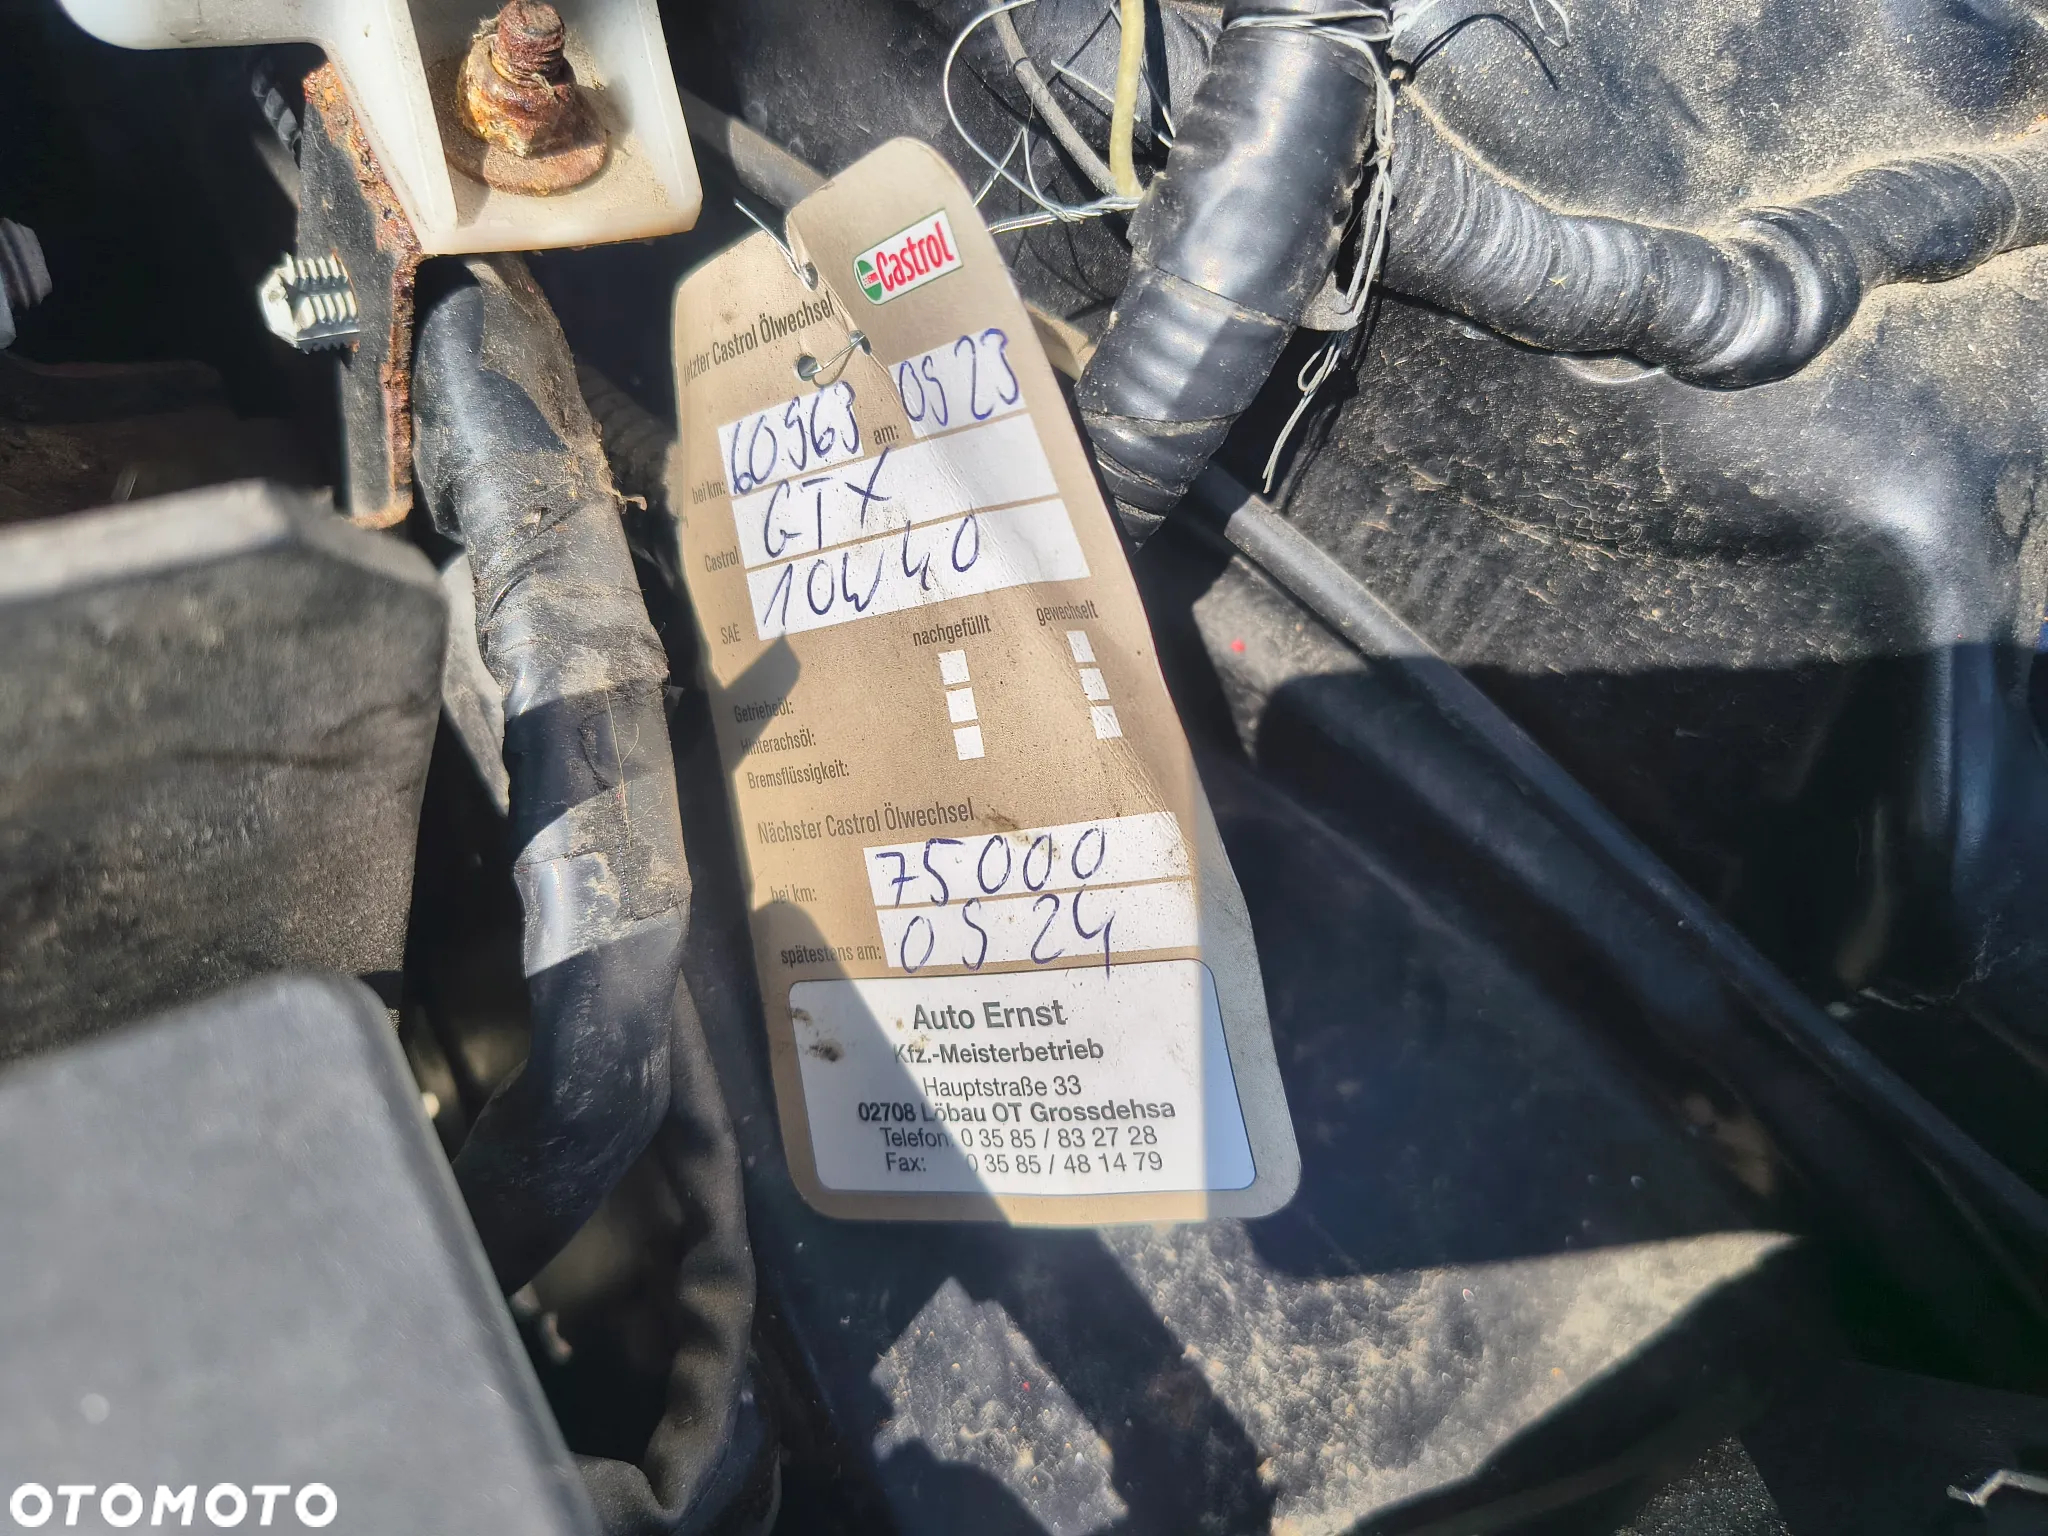 Castrol
letzter Castrol Ölwechsel
bei km: 60963 am: 09 23
Castrol GTX
SAE 10W40
nachgefüllt gewechselt
Getriebeöl:
Hinterachsöl:
Bremsflüssigkeit:
Nächster Castrol Ölwechsel
bei km: 75000
spätestens am: 09 24
Auto Ernst
Kfz.-Meisterbetrieb
Hauptstraße 33
02708 Löbau OT Grossdehsa
Telefon: 0 35 85 / 83 27 28
Fax: 0 35 85 / 48 14 79
OTOMOTO